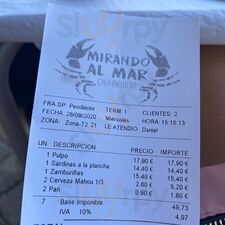 MIRANDO
AL MAR
CHIRINGUITO
FRA.SP: Pendiente TERM: 1 CLIENTES: 2
FECHA: 26/08/2020 Miércoles HORA: 15:15:13
ZONA: Zona-T2 21 LE ATENDIO Daniel
UN. DESCRIPCION PRECIO IMPORTE
1 Pulpo 17,90 € 17,90 €
1 Sardinas a la plancha 14,40 € 14,40 €
1 Zamburiñas 15,40 € 15,40 €
2 Cerveza Mahou 1/3 2,60 € 5,20 €
2 Pan 0,90 € 1,80 €
7 Base Imponible. 49,73
IVA 10% 4,97